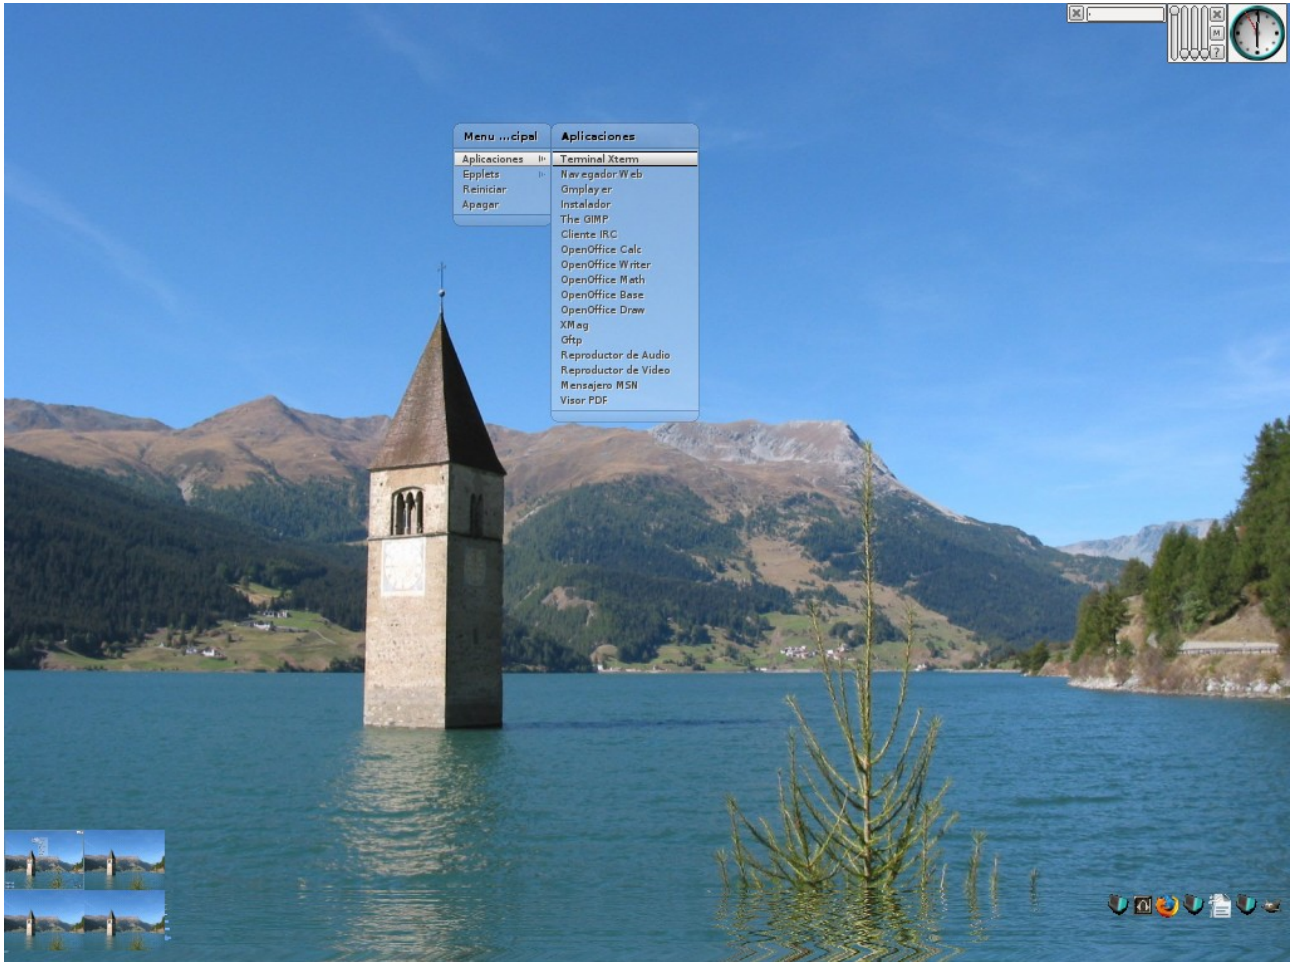 Menu ...cipal
Aplicaciones
Epplets
Reiniciar
Apagar
Aplicaciones
Terminal Xterm
Navegador Web
Gmplayer
Instalador
The GIMP
Cliente IRC
OpenOffice Calc
OpenOffice Writer
OpenOffice Math
OpenOffice Base
OpenOffice Draw
XMag
Gftp
Reproductor de Audio
Reproductor de Video
Mensajero MSN
Visor PDF
M
?